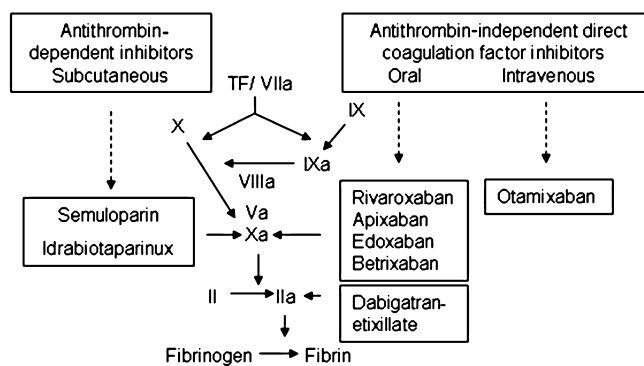 Antithrombin-
dependent inhibitors
Subcutaneous
Antithrombin-independent direct
coagulation factor inhibitors
Oral Intravenous
TF/ VIIa
X
IX
IXa
VIIIa
Semuloparin
Idrabiotaparinux
Va
Xa
Rivaroxaban
Apixaban
Edoxaban
Betrixaban
Otamixaban
II
IIa
Dabigatran-
etixillate
Fibrinogen
Fibrin